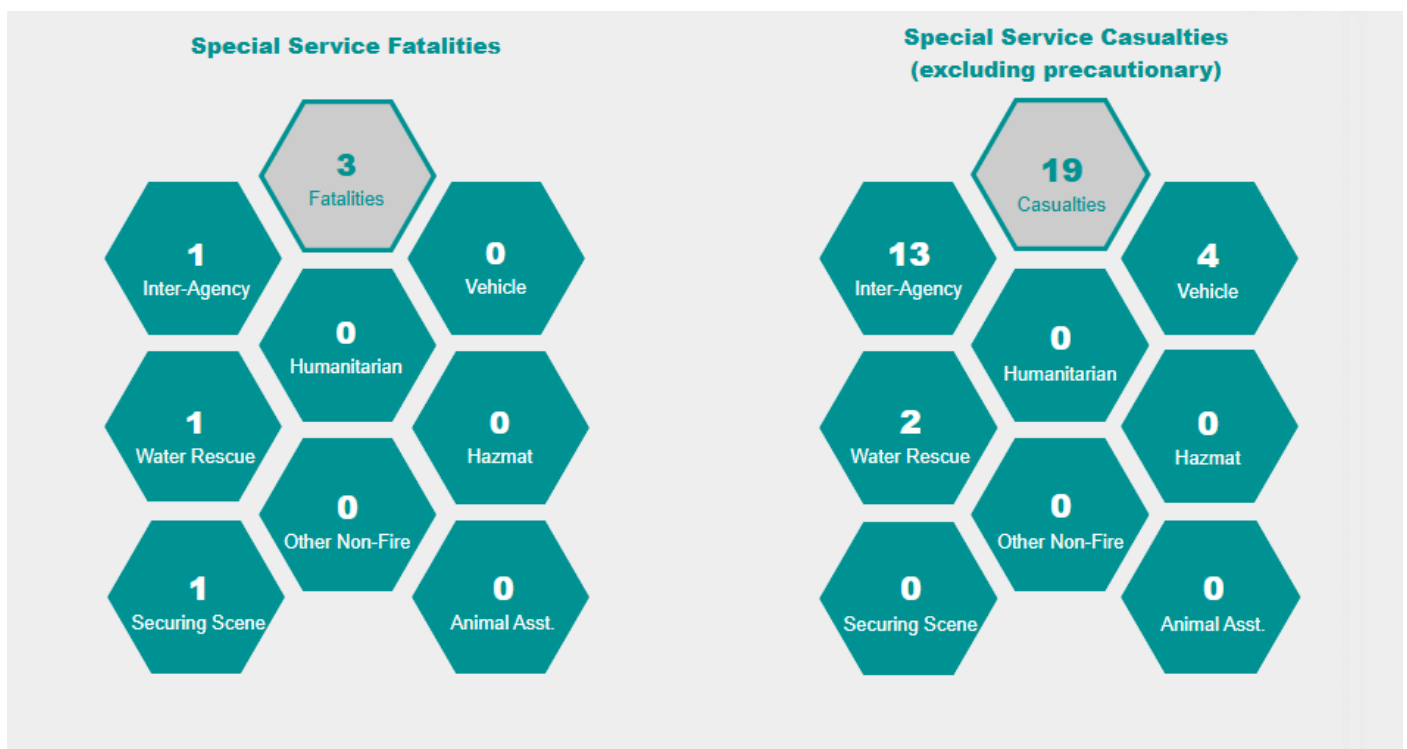 Special Service Fatalities
3
Fatalities
1
Inter-Agency
0
Vehicle
0
Humanitarian
1
Water Rescue
0
Hazmat
0
Other Non-Fire
1
Securing Scene
0
Animal Asst.
Special Service Casualties
(excluding precautionary)
19
Casualties
13
Inter-Agency
4
Vehicle
0
Humanitarian
2
Water Rescue
0
Hazmat
0
Other Non-Fire
0
Securing Scene
0
Animal Asst.